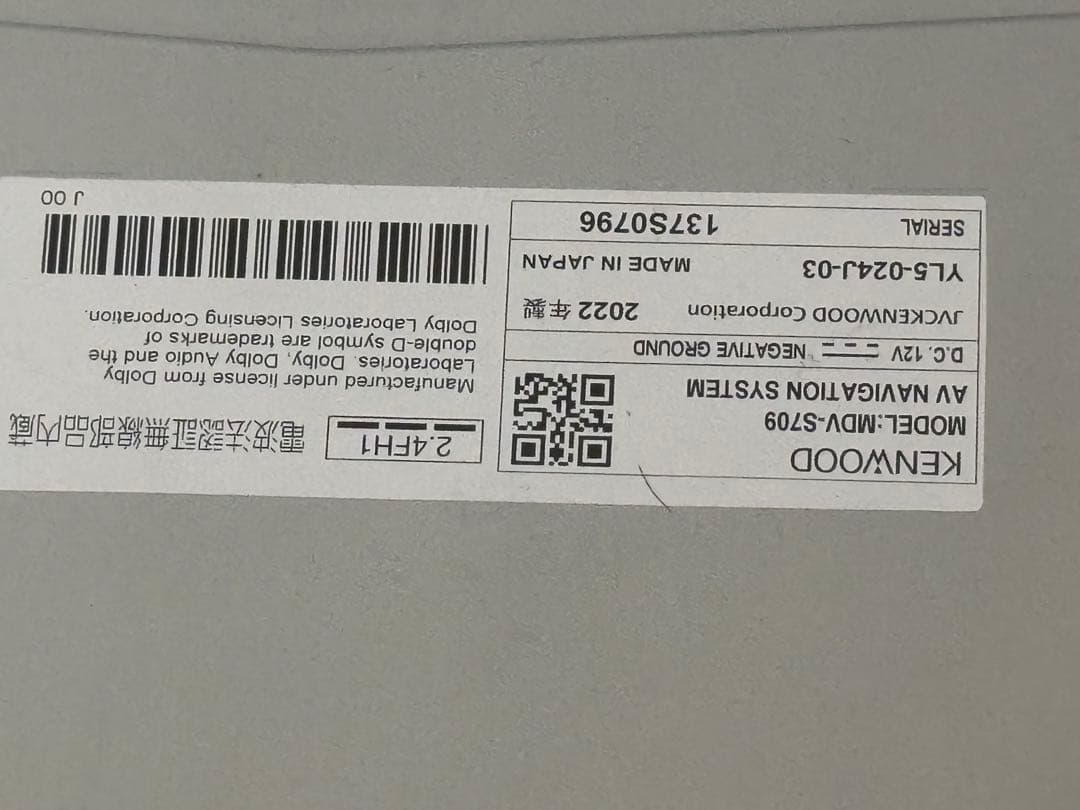 KENWOOD
MODEL:MDV-S709
AV NAVIGATION SYSTEM
D.C. 12V NEGATIVE GROUND
JVCKENWOOD Corporation 2022 年製
YL5-024J-03 MADE IN JAPAN
SERIAL 137S0796
2.4FH1
電波法認証無線部品内蔵
Manufactured under license from Dolby
Laboratories. Dolby, Dolby Audio and the
double-D symbol are trademarks of
Dolby Laboratories Licensing Corporation.
J 00